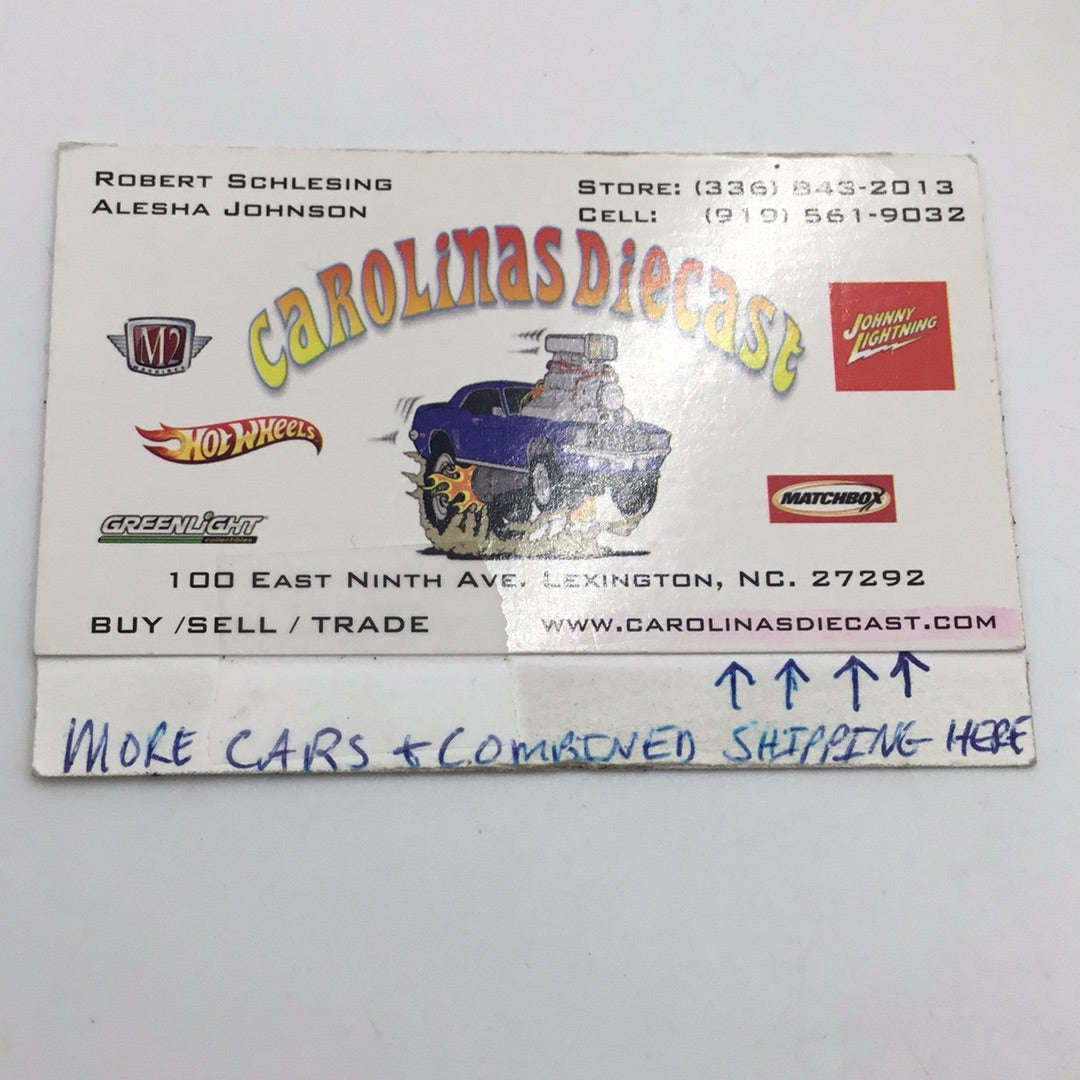 ROBERT SCHLESING
ALESHA JOHNSON
STORE: (336) 843-2013
CELL: (919) 561-9032
CAROLINAS DIECAST
M2
MACHINES
JOHNNY
LIGHTNING
HOT WHEELS
MATCHBOX
GREENLIGHT
collectibles
100 EAST NINTH AVE. LEXINGTON, NC. 27292
BUY /SELL / TRADE
WWW.CAROLINASDIECAST.COM
MORE CARS + COMBINED SHIPPING HERE